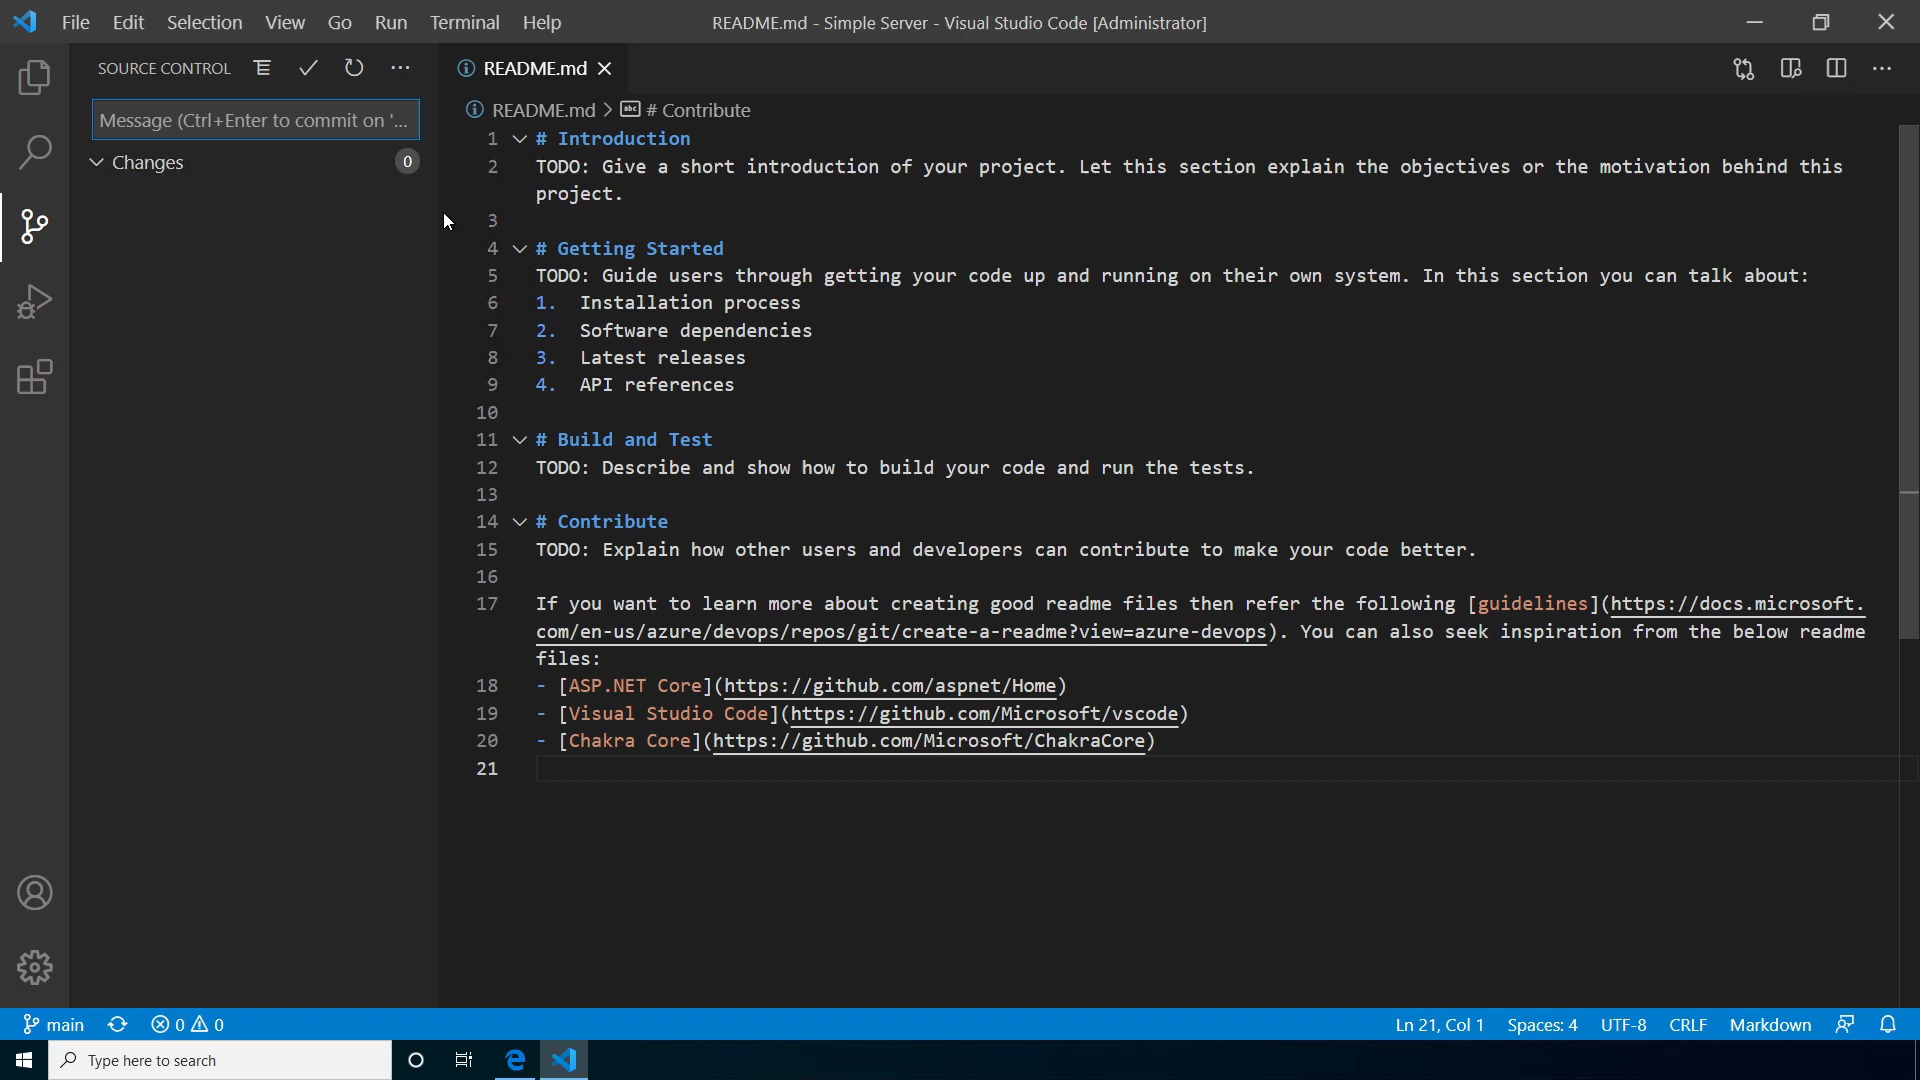 File Edit Selection View Go Run Terminal Help
README.md - Simple Server - Visual Studio Code [Administrator]
SOURCE CONTROL
Message (Ctrl+Enter to commit on '...
Changes 0
README.md
README.md > # Contribute
1 # Introduction
2 TODO: Give a short introduction of your project. Let this section explain the objectives or the motivation behind this
project.
3
4 # Getting Started
5 TODO: Guide users through getting your code up and running on their own system. In this section you can talk about:
6 1. Installation process
7 2. Software dependencies
8 3. Latest releases
9 4. API references
10
11 # Build and Test
12 TODO: Describe and show how to build your code and run the tests.
13
14 # Contribute
15 TODO: Explain how other users and developers can contribute to make your code better.
16
17 If you want to learn more about creating good readme files then refer the following [guidelines](https://docs.microsoft.
com/en-us/azure/devops/repos/git/create-a-readme?view=azure-devops). You can also seek inspiration from the below readme
files:
18 - [ASP.NET Core](https://github.com/aspnet/Home)
19 - [Visual Studio Code](https://github.com/Microsoft/vscode)
20 - [Chakra Core](https://github.com/Microsoft/ChakraCore)
21
main 0 0 Ln 21, Col 1 Spaces: 4 UTF-8 CRLF Markdown
Type here to search